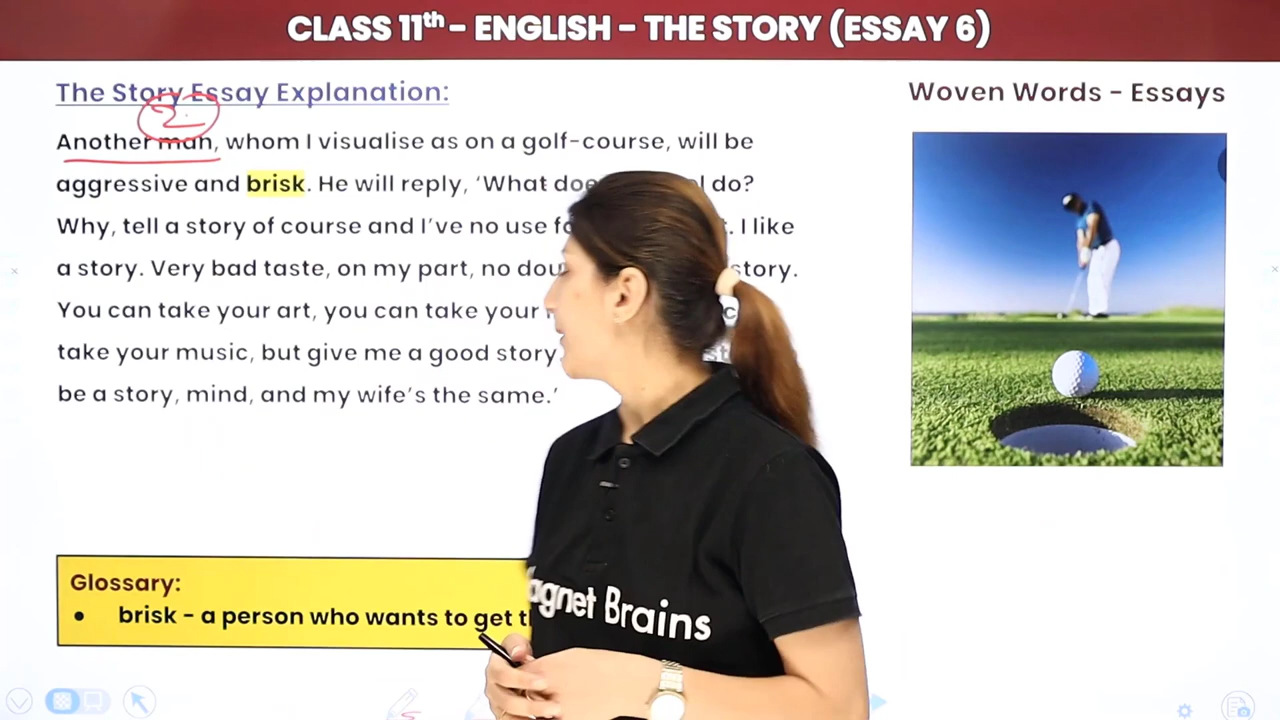 CLASS 11th - ENGLISH - THE STORY (ESSAY 6)
The Story Essay Explanation:
Woven Words - Essays
2
Another man, whom I visualise as on a golf-course, will be
aggressive and brisk. He will reply, ‘What do?
Why, tell a story of course and I’ve no use I like
a story. Very bad taste, on my part, no story.
You can take your art, you can take your
take your music, but give me a good story
be a story, mind, and my wife’s the same.’
Glossary:
• brisk - a person who wants to get
Magnet Brains